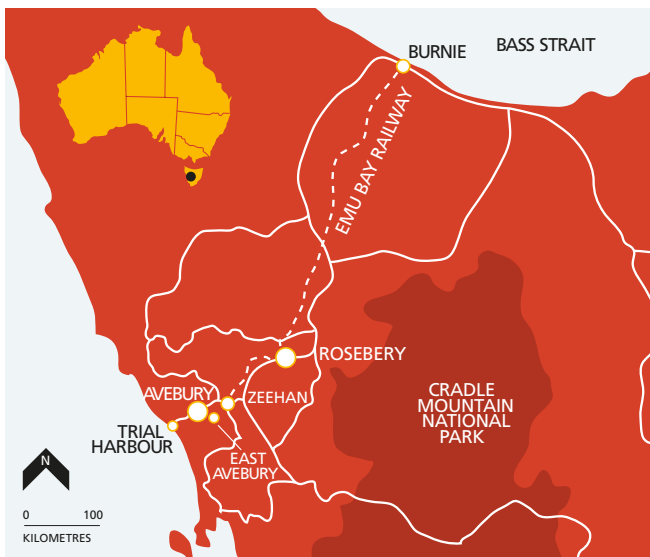 BURNIE
BASS STRAIT
EMU BAY RAILWAY
ROSEBERY
AVEBURY
ZEEHAN
CRADLE
MOUNTAIN
NATIONAL
PARK
TRIAL
HARBOUR
EAST
AVEBURY
N
0 100
KILOMETRES